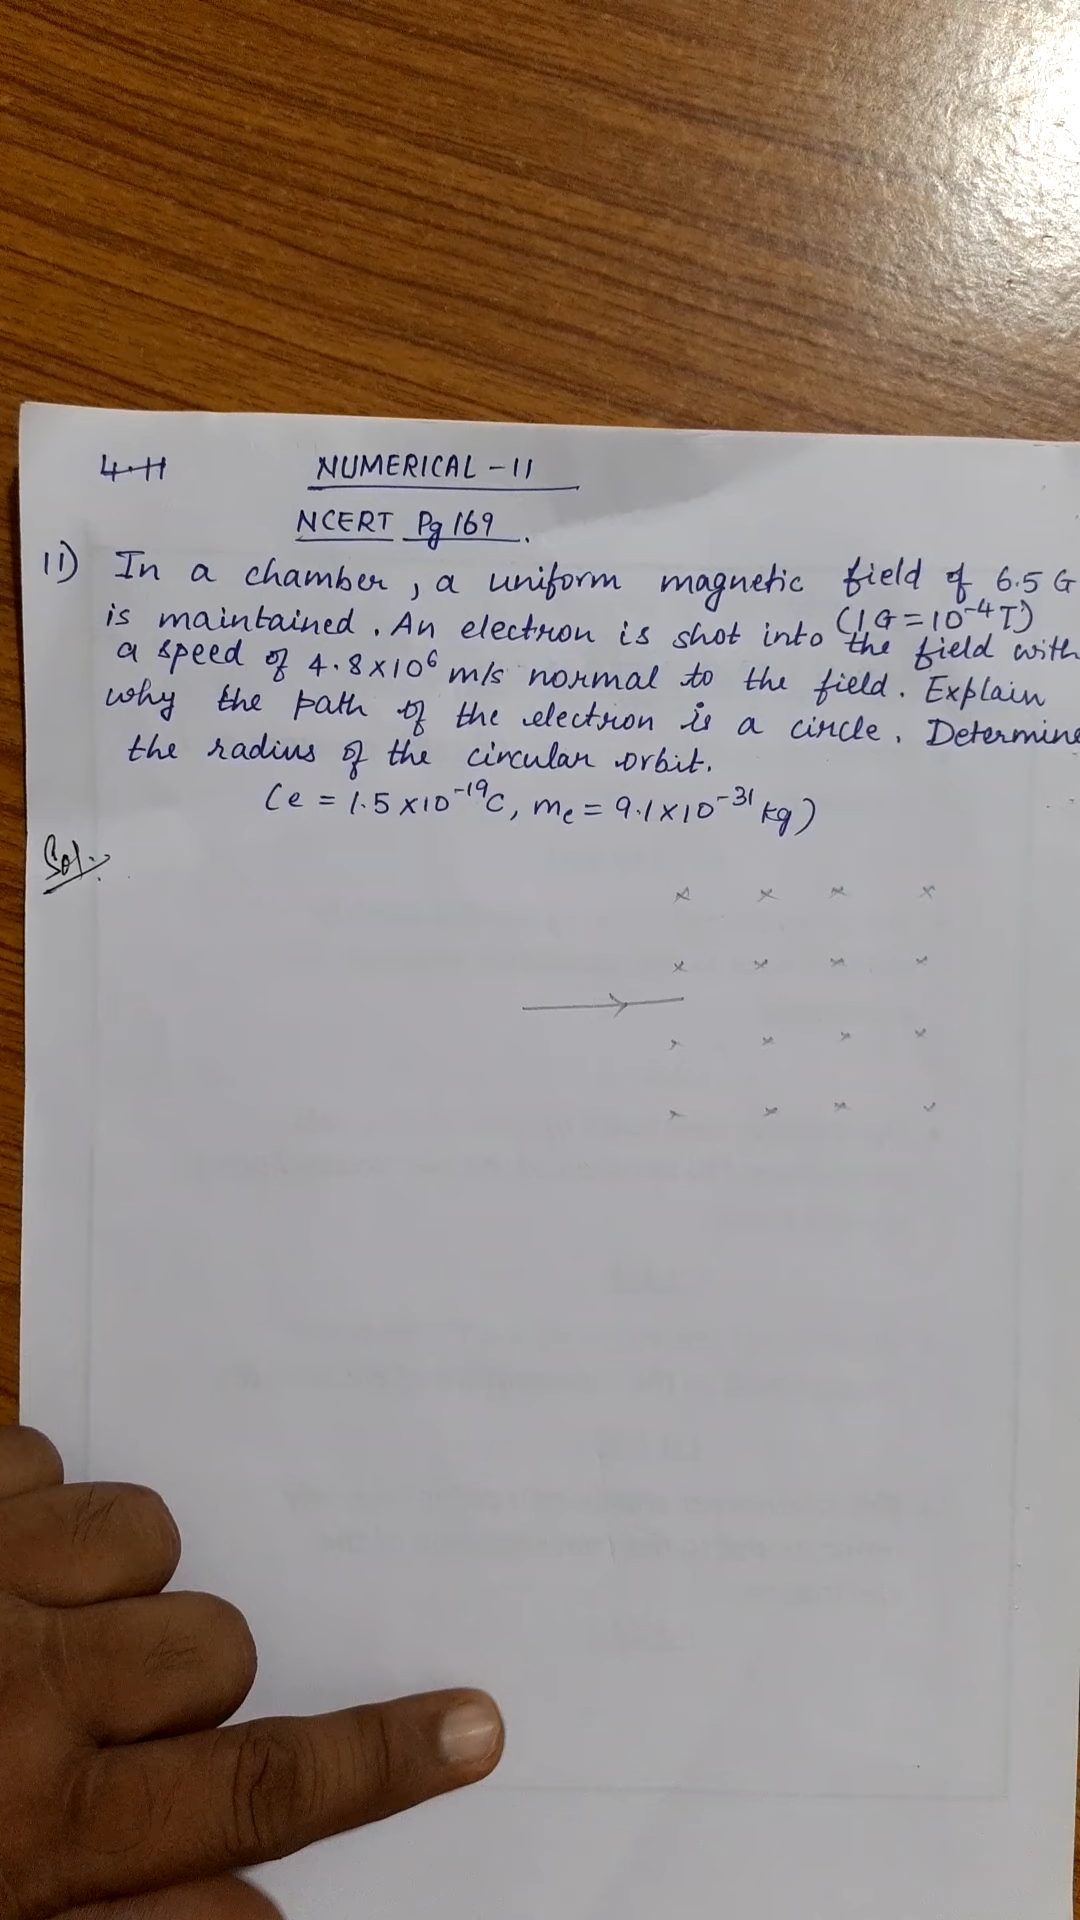 4.11
NUMERICAL - 11
NCERT Pg 169.
11) In a chamber, a uniform magnetic field of 6.5 G
(1 G = 10⁻⁴ T)
is maintained. An electron is shot into the field with
a speed of 4.8 x 10⁶ m/s normal to the field. Explain
why the path of the electron is a circle. Determine
the radius of the circular orbit.
(e = 1.5 x 10⁻¹⁹ C, me = 9.1 x 10⁻³¹ kg)
Sol: